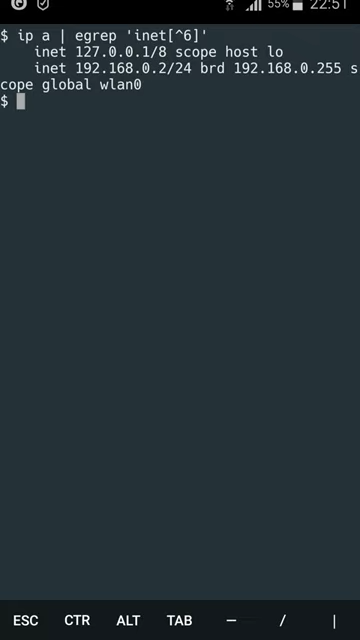 55% 22:51
$ ip a | egrep 'inet[^6]'
inet 127.0.0.1/8 scope host lo
inet 192.168.0.2/24 brd 192.168.0.255 s
cope global wlan0
$
ESC CTR ALT TAB — / |